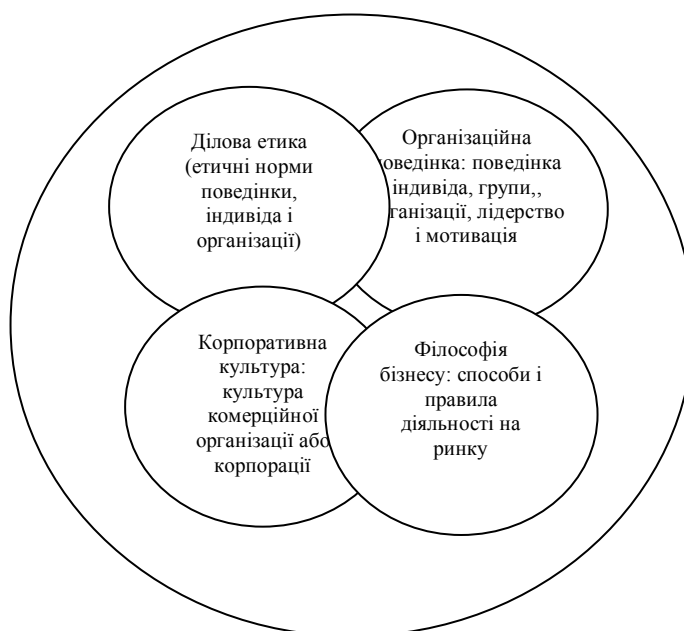 Ділова етика
(етичні норми
поведінки,
індивіда і
організації)
Організаційна
оведінка: поведінка
індивіда, групи,,
ганізації, лідерство
і мотивація
Корпоративна
культура:
культура
комерційної
організації або
корпорації
Філософія
бізнесу: способи і
правила
діяльності на
ринку